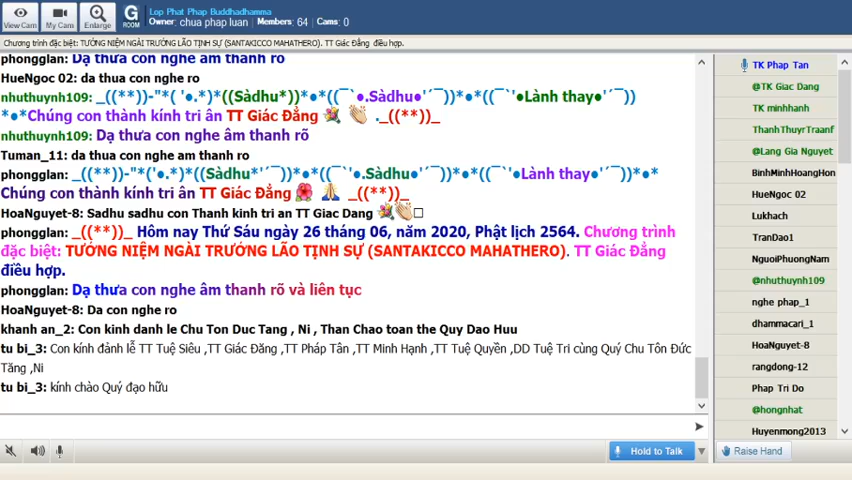 Lop Phat Phap Buddhadhamma
Owner: chua phap luan Members: 64 Cams: 0
View Cam
My Cam
Enlarge
G
ROOM
Chương trình đặc biệt: TƯỞNG NIỆM NGÀI TRƯỞNG LÃO TỊNH SỰ (SANTAKICCO MAHATHERO). TT Giác Đẳng điều họp.
phongglan: Dạ thưa con nghe âm thanh rõ
HueNgoc 02: da thua con nghe ro
nhuthuynh109: _((**))-"*( '●.*)*((Sàdhu*))*●*((¯`●.Sàdhu●'´¯))*●*((¯`'●Lành thay●'´¯))
*●*Chúng con thành kính tri ân TT Giác Đẳng 💐 👏 ._((**))_
nhuthuynh109: Dạ thưa con nghe âm thanh rõ
Tuman_11: da thua con nghe am thanh ro
phongglan: _((**))-"*('●.*)*((Sàdhu*'´¯))*●*((¯`'●.Sàdhu●'´¯))*●*((¯`'●Lành thay●'´¯))*●*
Chúng con thành kính tri ân TT Giác Đẳng 🌺 🙏 _((**))_
HoaNguyet-8: Sadhu sadhu con Thanh kinh tri an TT Giac Dang 💐👏□
phongglan: _((**))_ Hôm nay Thứ Sáu ngày 26 tháng 06, năm 2020, Phật lịch 2564. Chương trình
đặc biệt: TƯỞNG NIỆM NGÀI TRƯỞNG LÃO TỊNH SỰ (SANTAKICCO MAHATHERO). TT Giác Đẳng
điều hợp.
phongglan: Dạ thưa con nghe âm thanh rõ và liên tục
HoaNguyet-8: Da con nghe ro
khanh an_2: Con kinh danh le Chu Ton Duc Tang , Ni , Than Chao toan the Quy Dao Huu
tu bi_3: Con kính đảnh lễ TT Tuệ Siêu ,TT Giác Đăng ,TT Pháp Tân ,TT Minh Hạnh ,TT Tuệ Quyền ,DD Tuệ Tri cùng Quý Chu Tôn Đức
Tăng ,Ni
tu bi_3: kính chào Quý đạo hữu
Hold to Talk
TK Phap Tan
@TK Giac Dang
TK minhhanh
ThanhThuyrTraanf
@Lang Gia Nguyet
BinhMinhHoangHon
HueNgoc 02
Lukhach
TranDao1
NguoiPhuongNam
@nhuthuynh109
nghe phap_1
dhammacari_1
HoaNguyet-8
rangdong-12
Phap Tri Do
@hongnhat
Huyenmong2013
Raise Hand